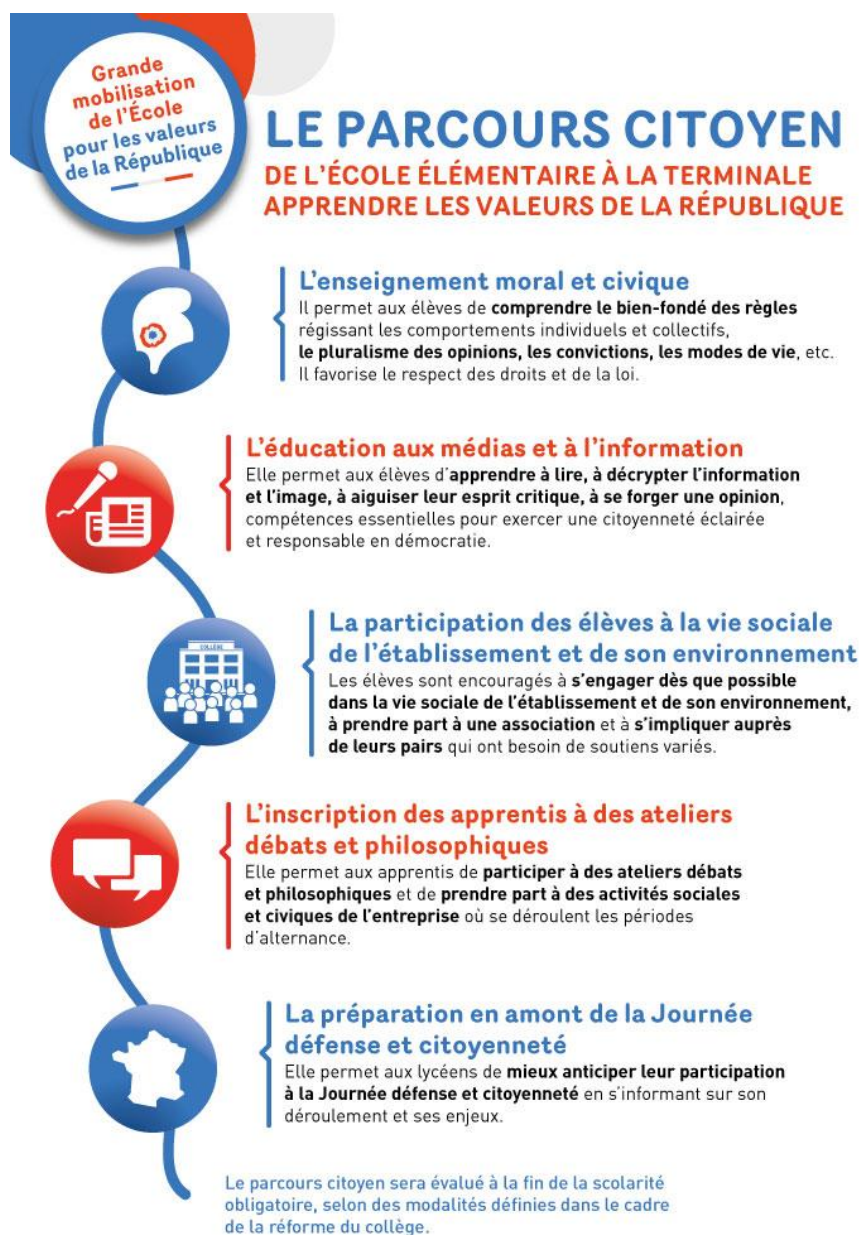 Grande
mobilisation
de l'École
pour les valeurs
de la République
LE PARCOURS CITOYEN
DE L'ÉCOLE ÉLÉMENTAIRE À LA TERMINALE
APPRENDRE LES VALEURS DE LA RÉPUBLIQUE
L'enseignement moral et civique
Il permet aux élèves de comprendre le bien-fondé des règles
régissant les comportements individuels et collectifs,
le pluralisme des opinions, les convictions, les modes de vie, etc.
Il favorise le respect des droits et de la loi.
L'éducation aux médias et à l'information
Elle permet aux élèves d'apprendre à lire, à décrypter l'information
et l'image, à aiguiser leur esprit critique, à se forger une opinion,
compétences essentielles pour exercer une citoyenneté éclairée
et responsable en démocratie.
COLLÈGE
La participation des élèves à la vie sociale
de l'établissement et de son environnement
Les élèves sont encouragés à s'engager dès que possible
dans la vie sociale de l'établissement et de son environnement,
à prendre part à une association et à s'impliquer auprès
de leurs pairs qui ont besoin de soutiens variés.
L'inscription des apprentis à des ateliers
débats et philosophiques
Elle permet aux apprentis de participer à des ateliers débats
et philosophiques et de prendre part à des activités sociales
et civiques de l'entreprise où se déroulent les périodes
d'alternance.
La préparation en amont de la Journée
défense et citoyenneté
Elle permet aux lycéens de mieux anticiper leur participation
à la Journée défense et citoyenneté en s'informant sur son
déroulement et ses enjeux.
Le parcours citoyen sera évalué à la fin de la scolarité
obligatoire, selon des modalités définies dans le cadre
de la réforme du collège.